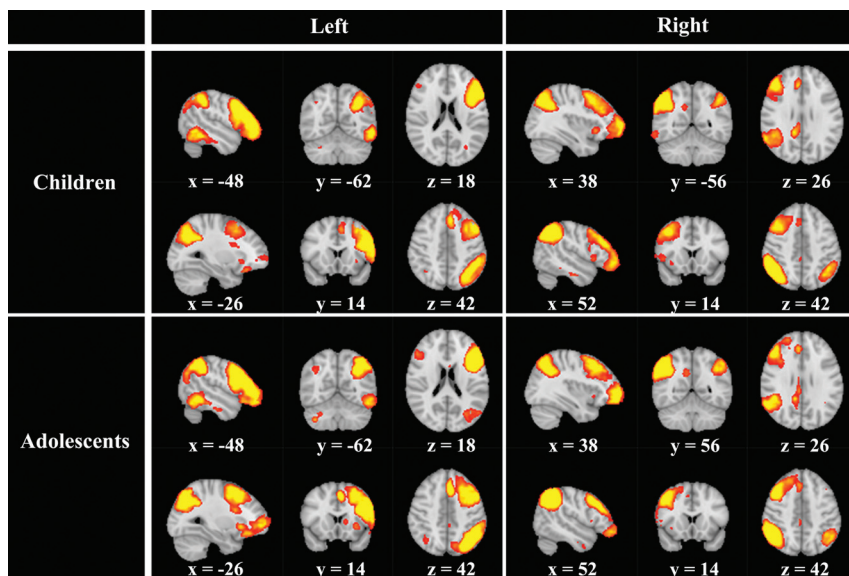 Left Right
Children
x = -48 y = -62 z = 18 x = 38 y = -56 z = 26
x = -26 y = 14 z = 42 x = 52 y = 14 z = 42
Adolescents
x = -48 y = -62 z = 18 x = 38 y = 56 z = 26
x = -26 y = 14 z = 42 x = 52 y = 14 z = 42